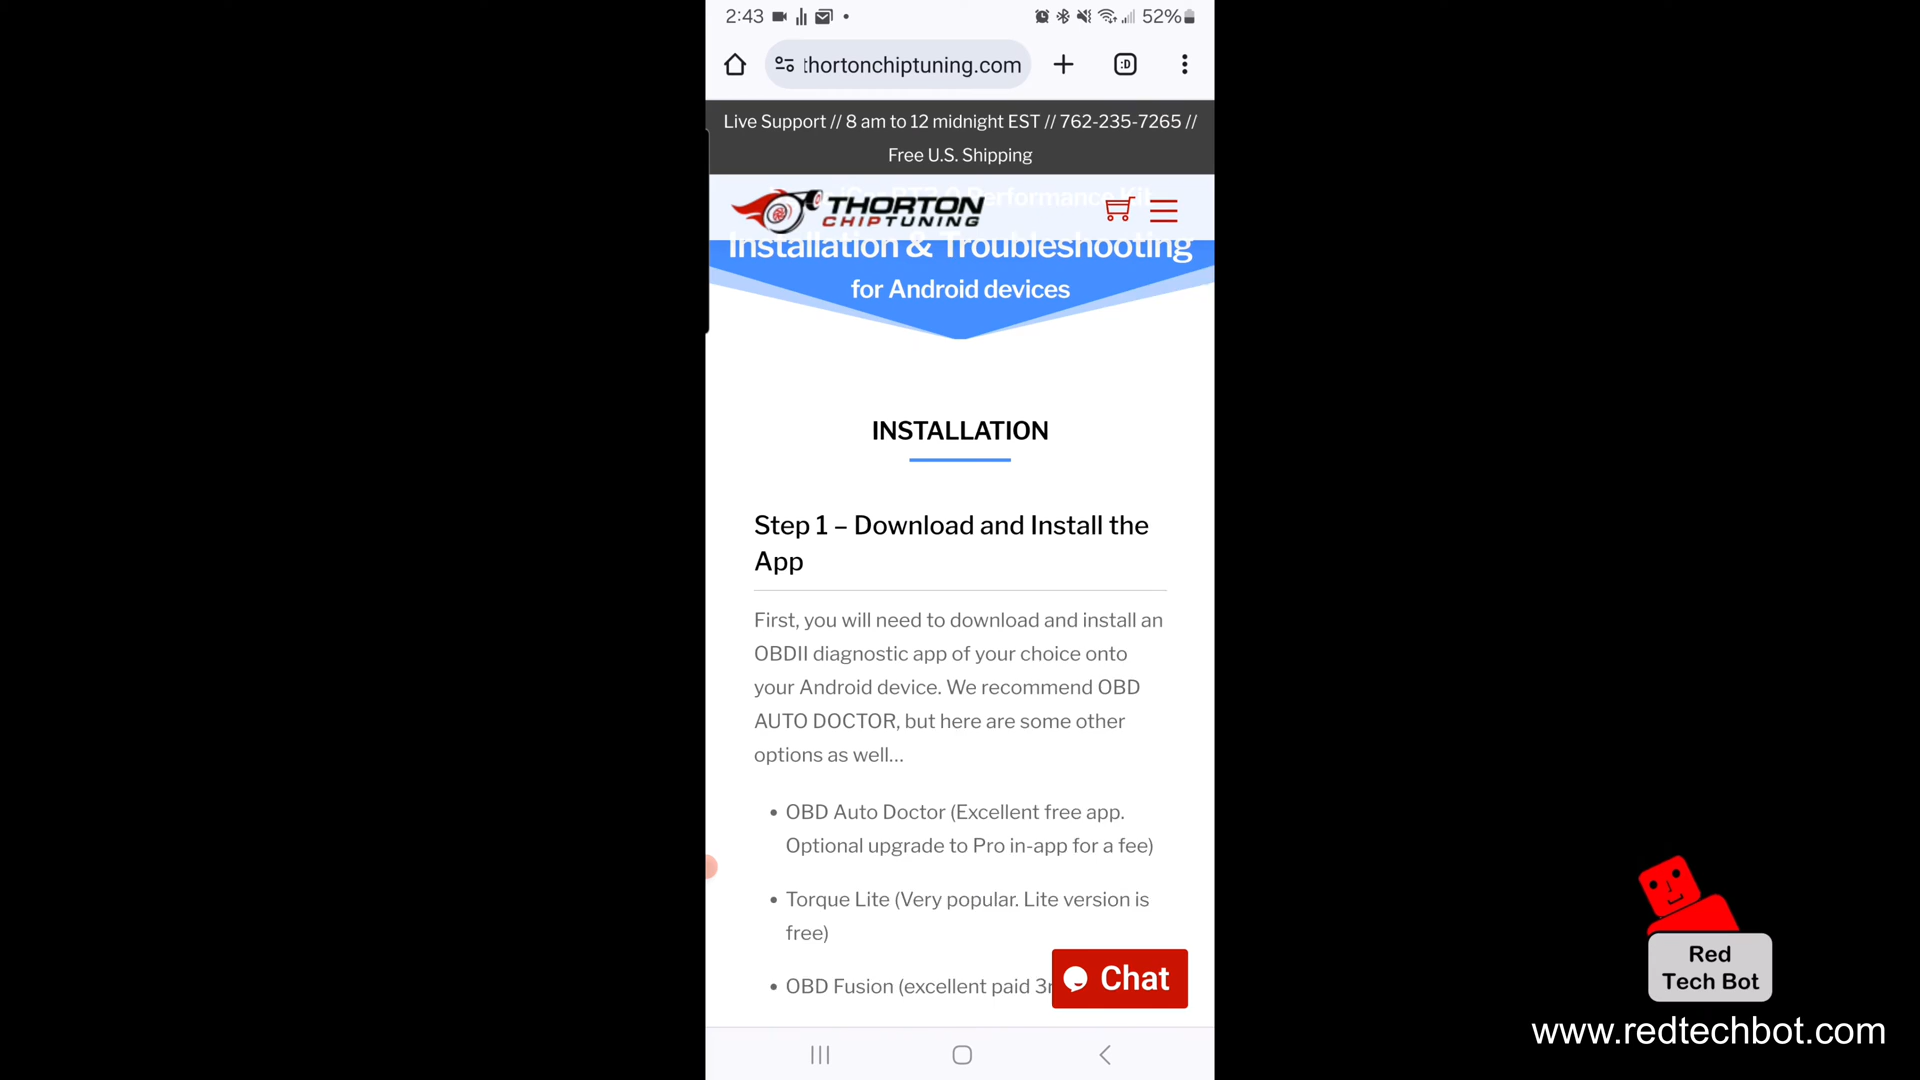 2:43
52%
thortonchiptuning.com
:D
Live Support // 8 am to 12 midnight EST // 762-235-7265 //
Free U.S. Shipping
iCar BT3.0 Performance Kit
THORTON
CHIPTUNING
Installation & Troubleshooting
for Android devices
INSTALLATION
Step 1 – Download and Install the
App
First, you will need to download and install an
OBDII diagnostic app of your choice onto
your Android device. We recommend OBD
AUTO DOCTOR, but here are some other
options as well...
• OBD Auto Doctor (Excellent free app.
Optional upgrade to Pro in-app for a fee)
• Torque Lite (Very popular. Lite version is
free)
• OBD Fusion (excellent paid
Chat
Red
Tech Bot
www.redtechbot.com